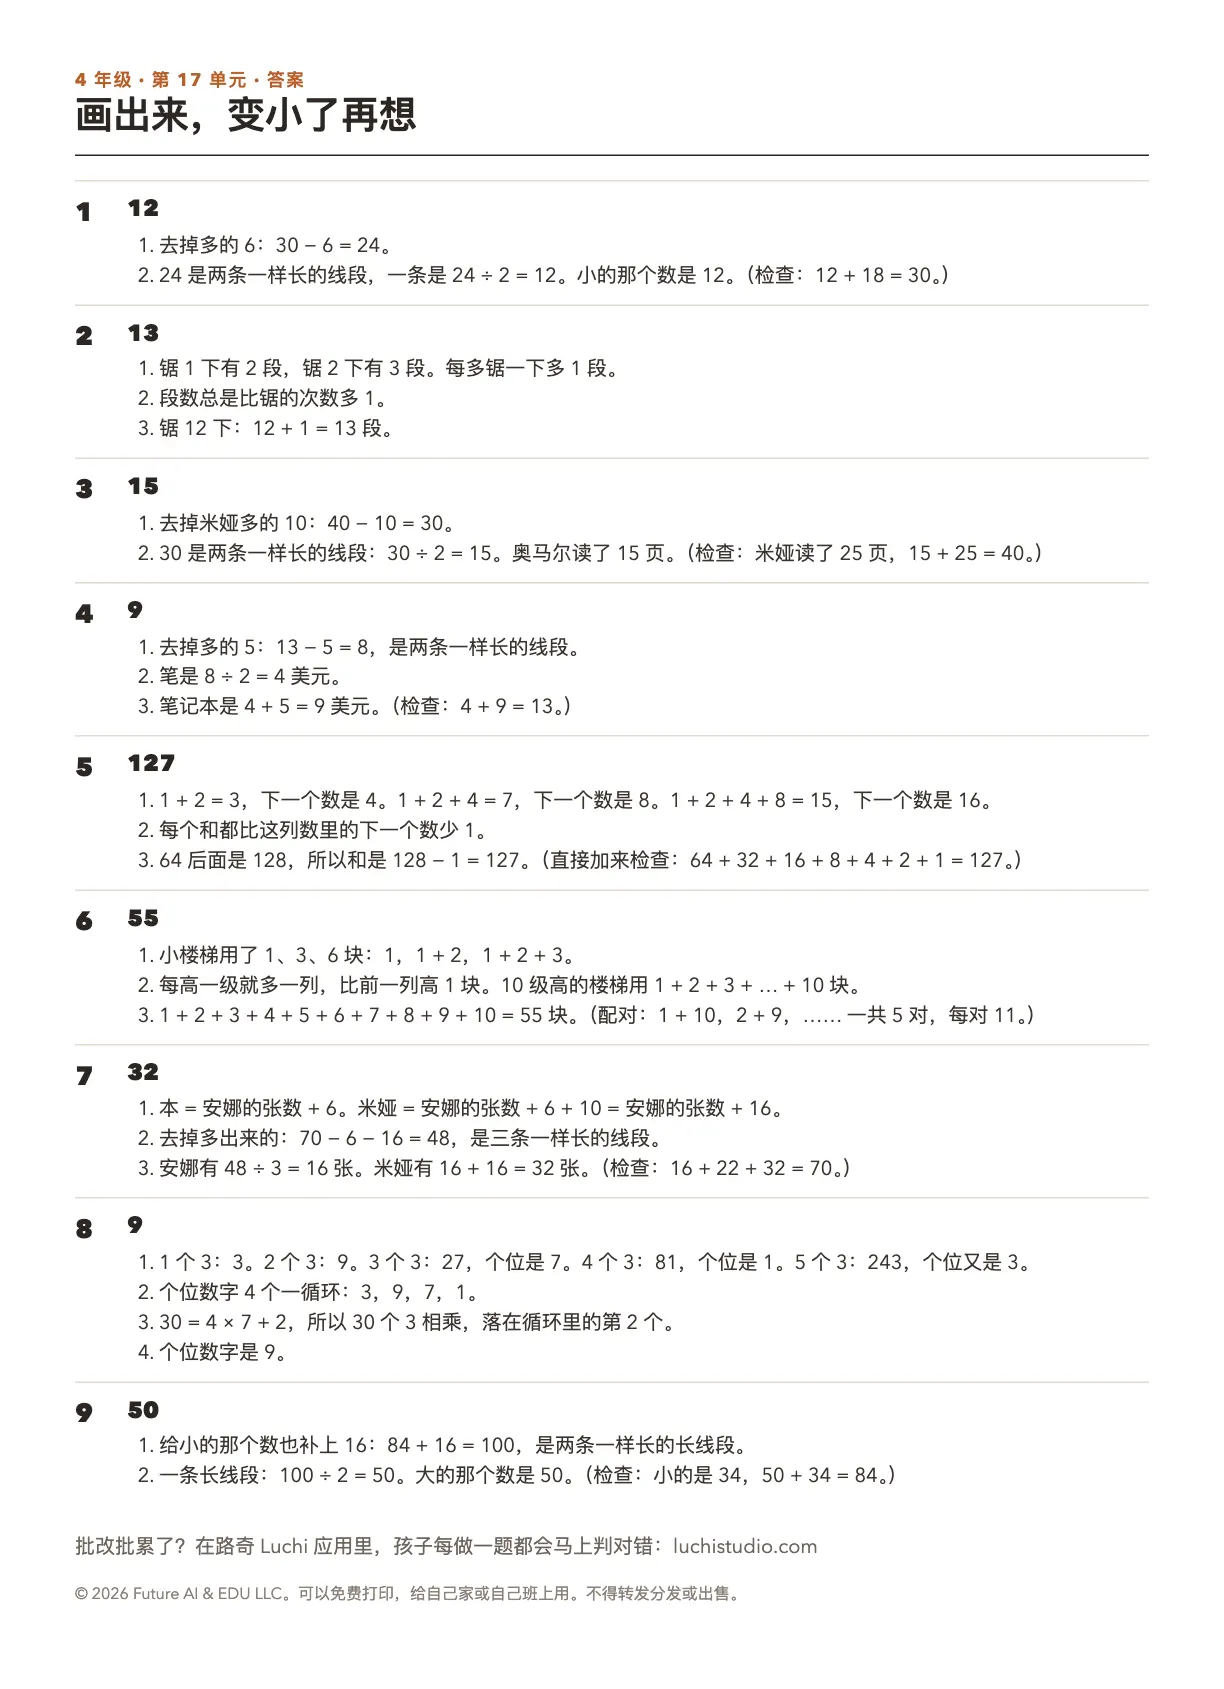 4 年级 · 第 17 单元 · 答案
画出来，变小了再想
1 12
1. 去掉多的 6：30 − 6 = 24。
2. 24 是两条一样长的线段，一条是 24 ÷ 2 = 12。小的那个数是 12。（检查：12 + 18 = 30。）
2 13
1. 锯 1 下有 2 段，锯 2 下有 3 段。每多锯一下多 1 段。
2. 段数总是比锯的次数多 1。
3. 锯 12 下：12 + 1 = 13 段。
3 15
1. 去掉米娅多的 10：40 − 10 = 30。
2. 30 是两条一样长的线段：30 ÷ 2 = 15。奥马尔读了 15 页。（检查：米娅读了 25 页，15 + 25 = 40。）
4 9
1. 去掉多的 5：13 − 5 = 8，是两条一样长的线段。
2. 笔是 8 ÷ 2 = 4 美元。
3. 笔记本是 4 + 5 = 9 美元。（检查：4 + 9 = 13。）
5 127
1. 1 + 2 = 3，下一个数是 4。1 + 2 + 4 = 7，下一个数是 8。1 + 2 + 4 + 8 = 15，下一个数是 16。
2. 每个和都比这列数里的下一个数少 1。
3. 64 后面是 128，所以和是 128 − 1 = 127。（直接加来检查：64 + 32 + 16 + 8 + 4 + 2 + 1 = 127。）
6 55
1. 小楼梯用了 1、3、6 块：1，1 + 2，1 + 2 + 3。
2. 每高一级就多一列，比前一列高 1 块。10 级高的楼梯用 1 + 2 + 3 + … + 10 块。
3. 1 + 2 + 3 + 4 + 5 + 6 + 7 + 8 + 9 + 10 = 55 块。（配对：1 + 10，2 + 9，…… 一共 5 对，每对 11。）
7 32
1. 本 = 安娜的张数 + 6。米娅 = 安娜的张数 + 6 + 10 = 安娜的张数 + 16。
2. 去掉多出来的：70 − 6 − 16 = 48，是三条一样长的线段。
3. 安娜有 48 ÷ 3 = 16 张。米娅有 16 + 16 = 32 张。（检查：16 + 22 + 32 = 70。）
8 9
1. 1 个 3：3。2 个 3：9。3 个 3：27，个位是 7。4 个 3：81，个位是 1。5 个 3：243，个位又是 3。
2. 个位数字 4 个一循环：3，9，7，1。
3. 30 = 4 × 7 + 2，所以 30 个 3 相乘，落在循环里的第 2 个。
4. 个位数字是 9。
9 50
1. 给小的那个数也补上 16：84 + 16 = 100，是两条一样长的长线段。
2. 一条长线段：100 ÷ 2 = 50。大的那个数是 50。（检查：小的是 34，50 + 34 = 84。）
批改批累了？在路奇 Luchi 应用里，孩子每做一题都会马上判对错：luchistudio.com
© 2026 Future AI & EDU LLC。可以免费打印，给自己家或自己班上用。不得转发分发或出售。